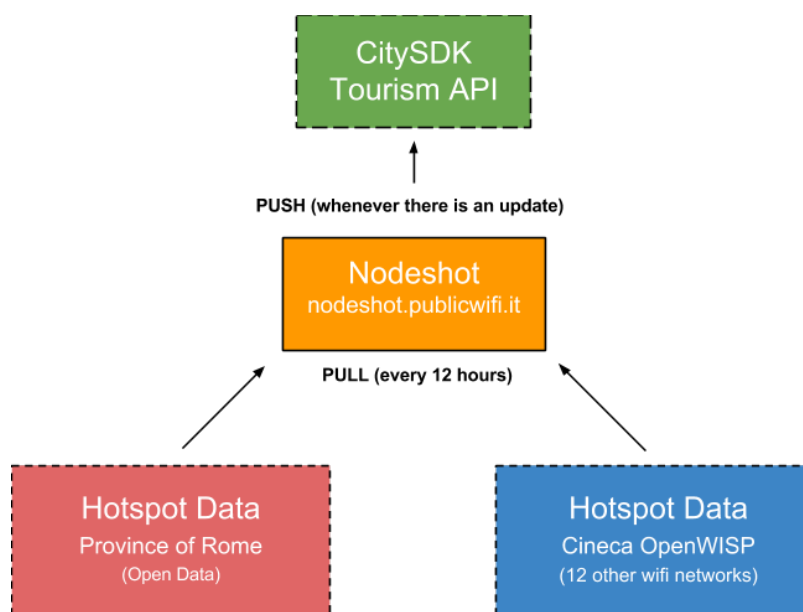 CitySDK
Tourism API
PUSH (whenever there is an update)
Nodeshot
nodeshot.publicwifi.it
PULL (every 12 hours)
Hotspot Data
Province of Rome
(Open Data)
Hotspot Data
Cineca OpenWISP
(12 other wifi networks)